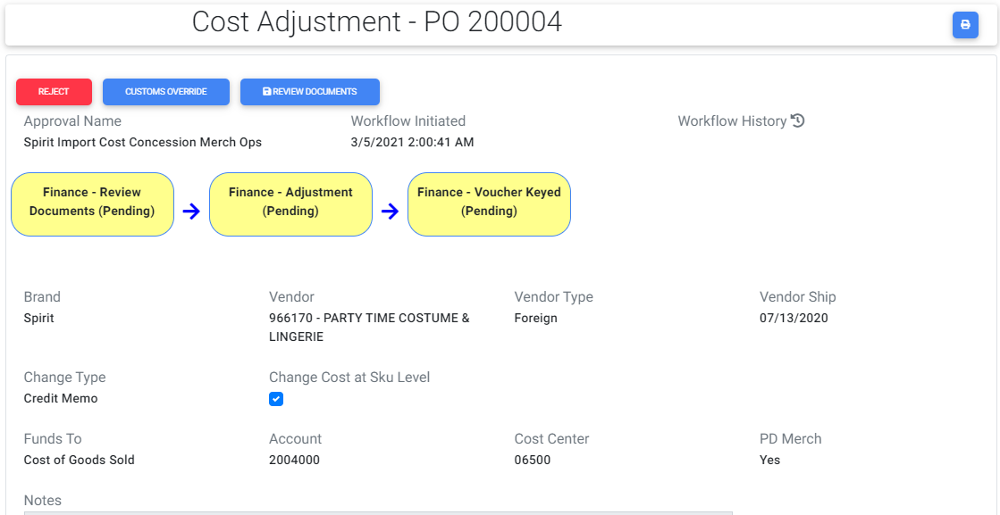 Cost Adjustment - PO 200004
REJECT CUSTOMS OVERRIDE REVIEW DOCUMENTS
Approval Name Workflow Initiated Workflow History
Spirit Import Cost Concession Merch Ops 3/5/2021 2:00:41 AM
Finance - Review Finance - Adjustment Finance - Voucher Keyed
Documents (Pending) (Pending) (Pending)
Brand Vendor Vendor Type Vendor Ship
Spirit 966170 - PARTY TIME COSTUME & Foreign 07/13/2020
LINGERIE
Change Type Change Cost at Sku Level
Credit Memo
Funds To Account Cost Center PD Merch
Cost of Goods Sold 2004000 06500 Yes
Notes